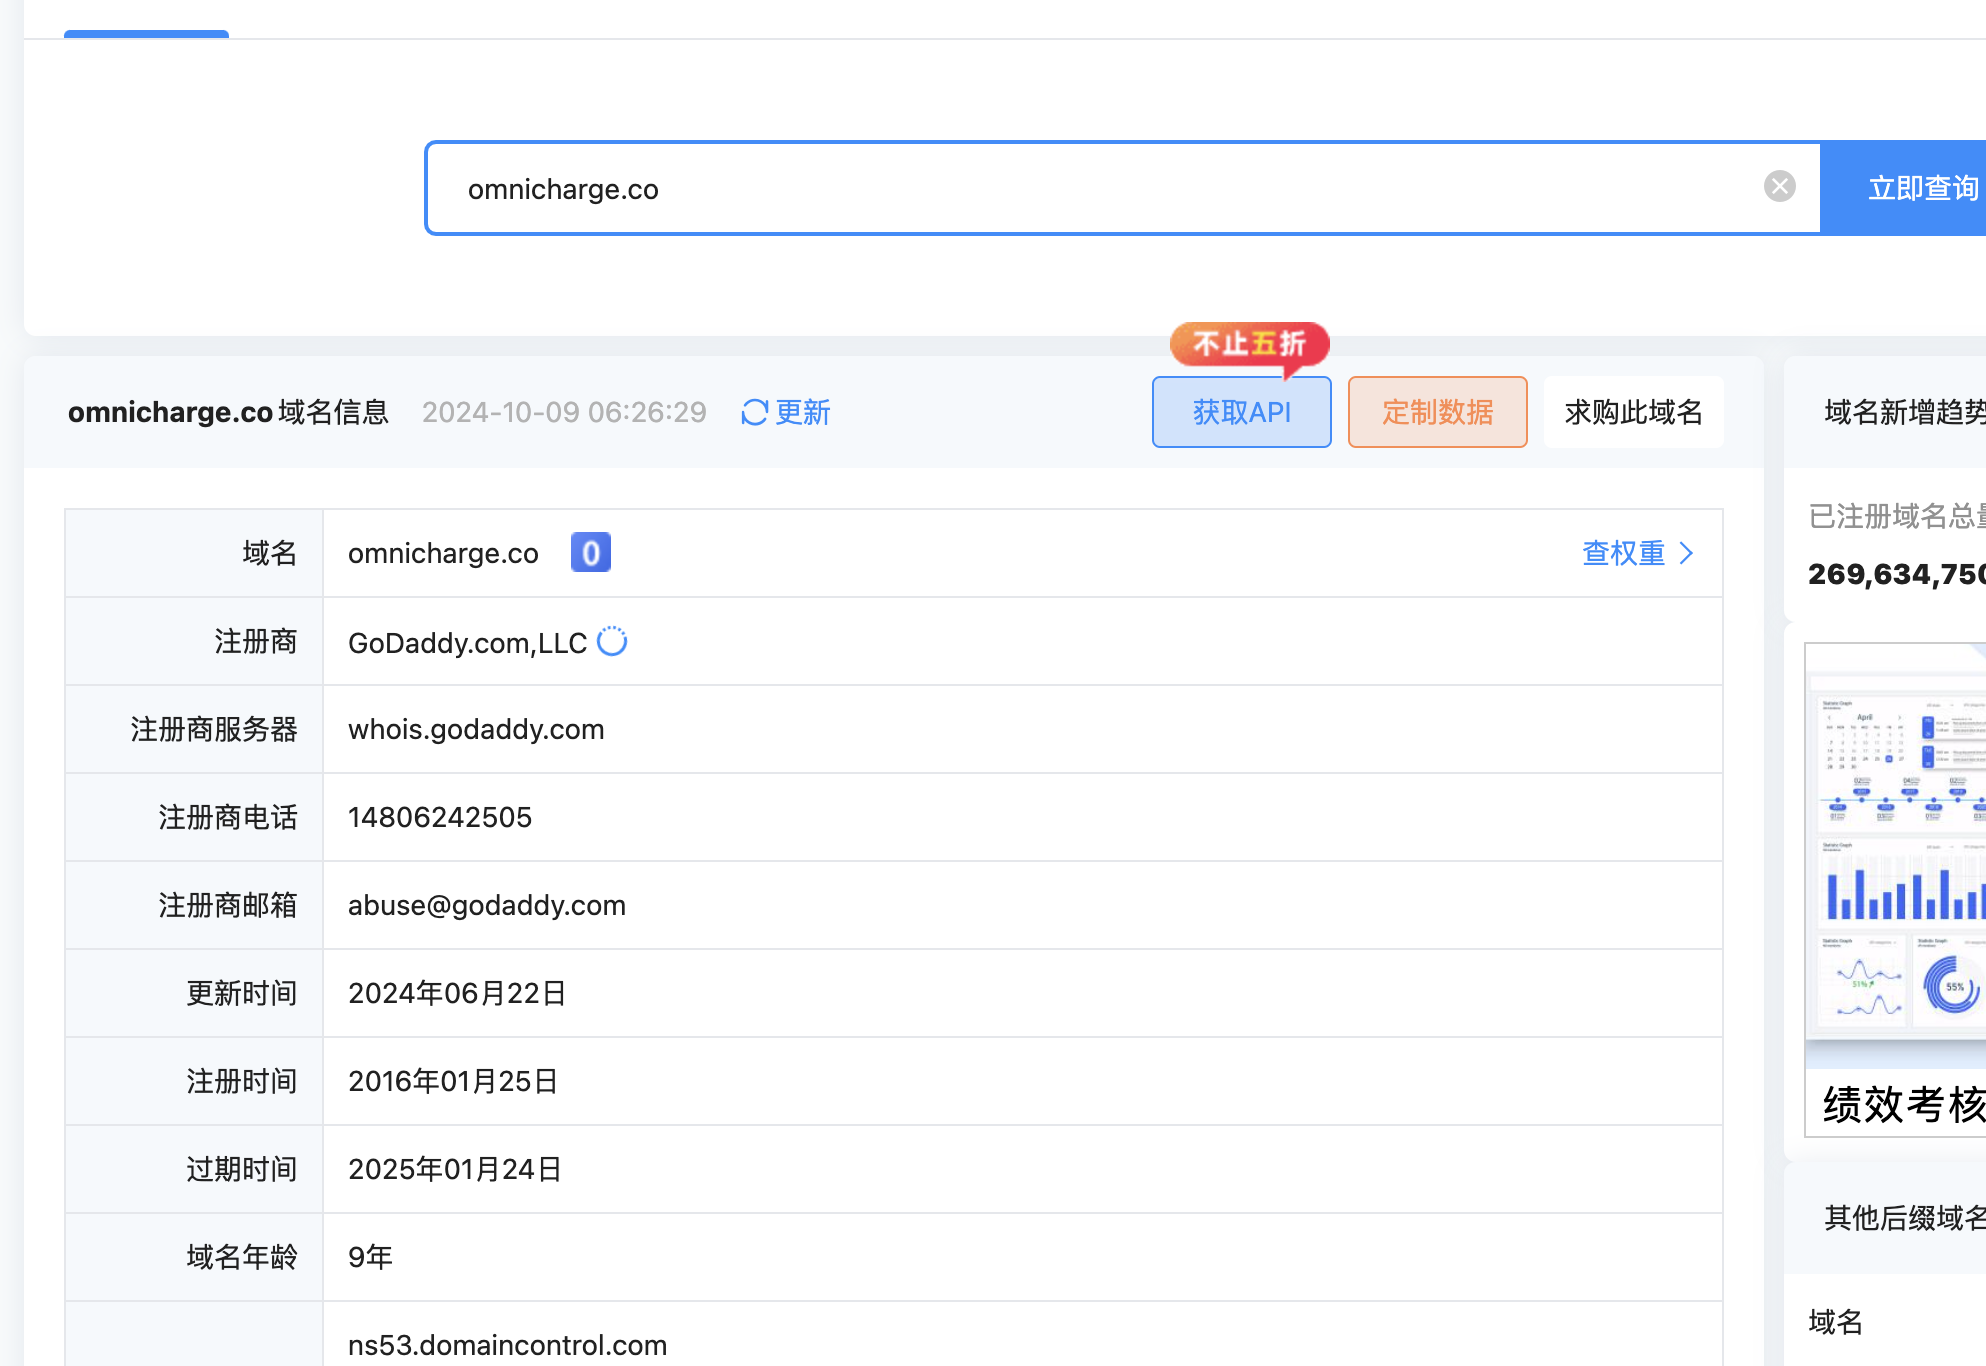 omnicharge.co
立即查询
不止五折
omnicharge.co域名信息 2024-10-09 06:26:29 更新 获取API 定制数据 求购此域名
域名 omnicharge.co 0 查权重
注册商 GoDaddy.com,LLC
注册商服务器 whois.godaddy.com
注册商电话 14806242505
注册商邮箱 abuse@godaddy.com
更新时间 2024年06月22日
注册时间 2016年01月25日
过期时间 2025年01月24日
域名年龄 9年
ns53.domaincontrol.com
域名新增趋势
已注册域名总量
269,634,750
April
51%
55%
绩效考核
其他后缀域名
域名